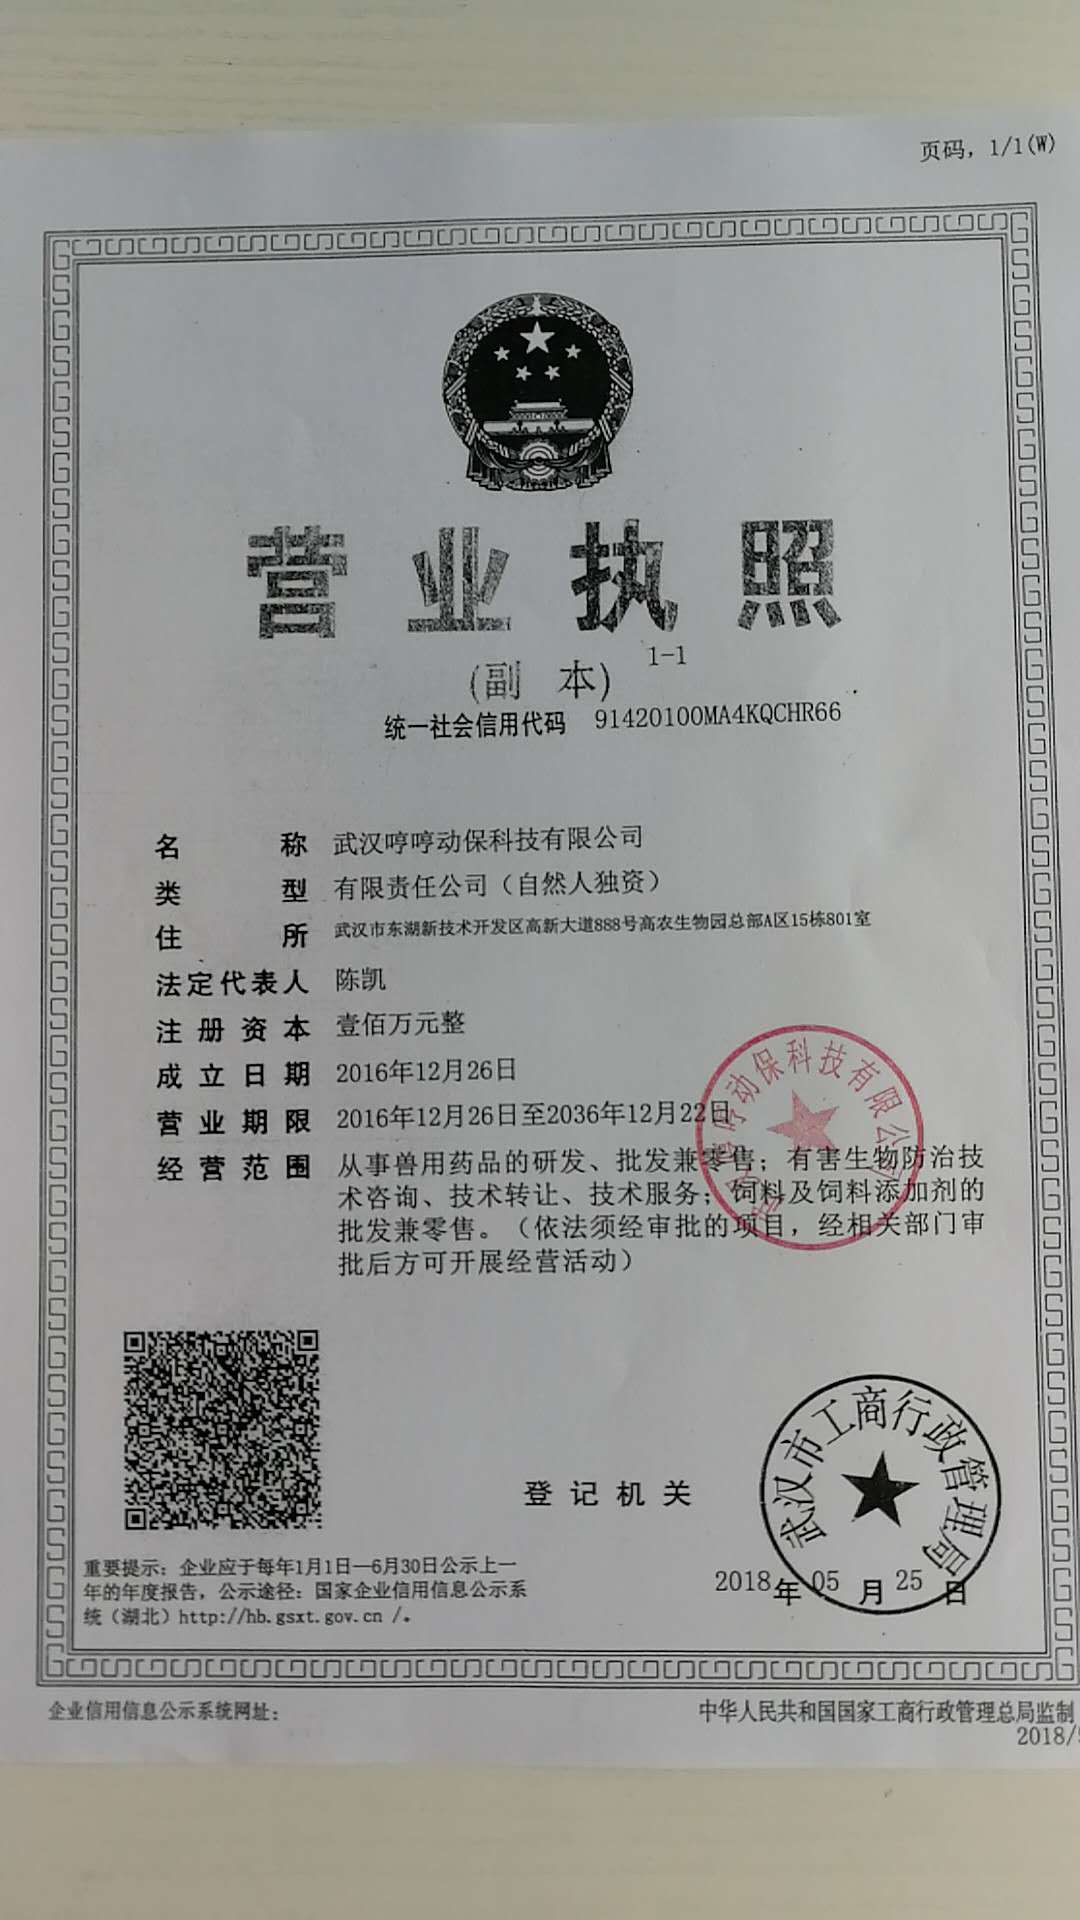 页码，1/1(W)
营业执照
(副 本) 1-1
统一社会信用代码 91420100MA4KQCHR66
名称 武汉哼哼动保科技有限公司
类型 有限责任公司（自然人独资）
住所 武汉市东湖新技术开发区高新大道888号高农生物园总部A区15栋801室
法定代表人 陈凯
注册资本 壹佰万元整
成立日期 2016年12月26日
营业期限 2016年12月26日至2036年12月22日
经营范围 从事兽用药品的研发、批发兼零售；有害生物防治技
术咨询、技术转让、技术服务；饲料及饲料添加剂的
批发兼零售。（依法须经审批的项目，经相关部门审
批后方可开展经营活动）
哼动保科技有限公
登记机关
武汉市工商行政管理局
2018年05月25日
重要提示：企业应于每年1月1日—6月30日公示上一
年的年度报告，公示途径：国家企业信用信息公示系
统（湖北）http://hb.gsxt.gov.cn /。
企业信用信息公示系统网址：
中华人民共和国国家工商行政管理总局监制
2018/5